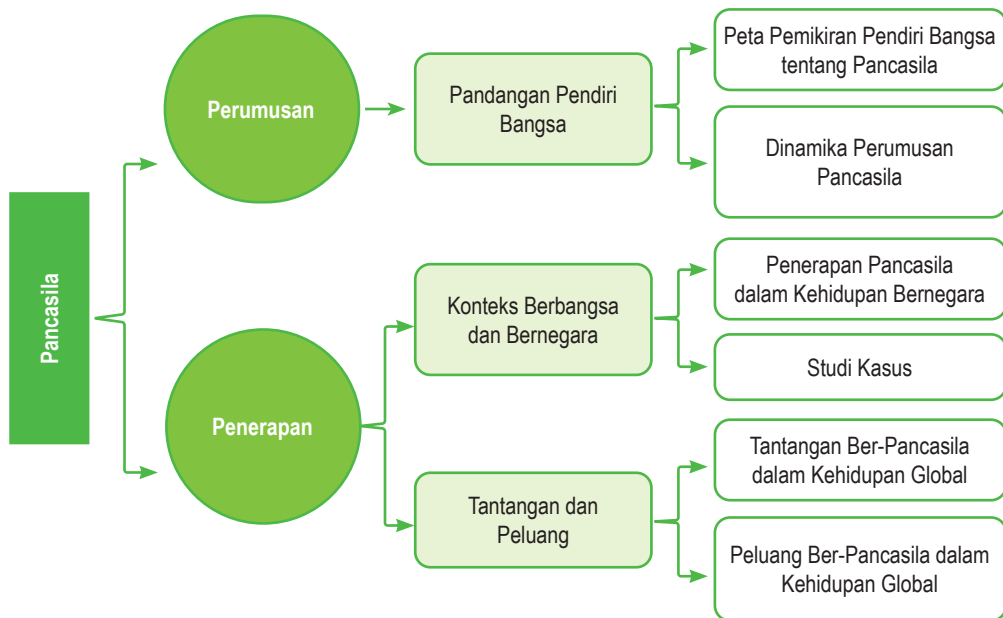 Pancasila
Perumusan
Pandangan Pendiri
Bangsa
Peta Pemikiran Pendiri Bangsa
tentang Pancasila
Dinamika Perumusan
Pancasila
Penerapan
Konteks Berbangsa
dan Bernegara
Penerapan Pancasila
dalam Kehidupan Bernegara
Studi Kasus
Tantangan dan
Peluang
Tantangan Ber-Pancasila
dalam Kehidupan Global
Peluang Ber-Pancasila dalam
Kehidupan Global